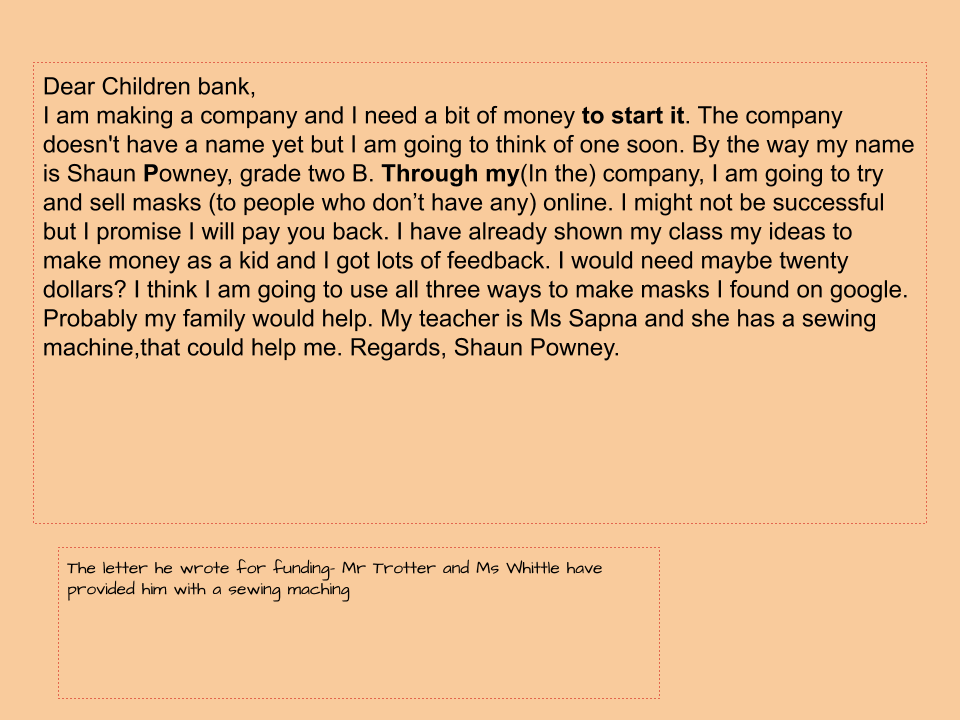 Dear Children bank,
I am making a company and I need a bit of money to start it. The company
doesn't have a name yet but I am going to think of one soon. By the way my name
is Shaun Powney, grade two B. Through my(In the) company, I am going to try
and sell masks (to people who don’t have any) online. I might not be successful
but I promise I will pay you back. I have already shown my class my ideas to
make money as a kid and I got lots of feedback. I would need maybe twenty
dollars? I think I am going to use all three ways to make masks I found on google.
Probably my family would help. My teacher is Ms Sapna and she has a sewing
machine,that could help me. Regards, Shaun Powney.
The letter he wrote for funding- Mr Trotter and Ms Whittle have
provided him with a sewing maching